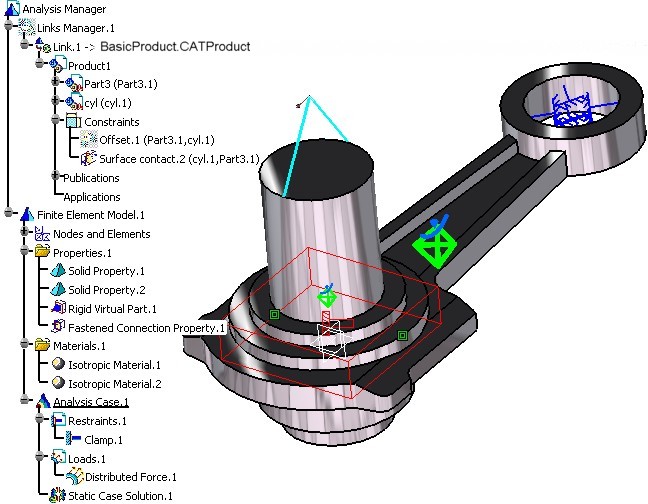 Analysis Manager
Links Manager.1
Link.1 -> BasicProduct.CATProduct
Product1
Part3 (Part3.1)
cyl (cyl.1)
Constraints
Offset.1 (Part3.1,cyl.1)
Surface contact.2 (cyl.1,Part3.1)
Publications
Applications
Finite Element Model.1
Nodes and Elements
Properties.1
Solid Property.1
Solid Property.2
Rigid Virtual Part.1
Fastened Connection Property.1
Materials.1
Isotropic Material.1
Isotropic Material.2
Analysis Case.1
Restraints.1
Clamp.1
Loads.1
Distributed Force.1
Static Case Solution.1